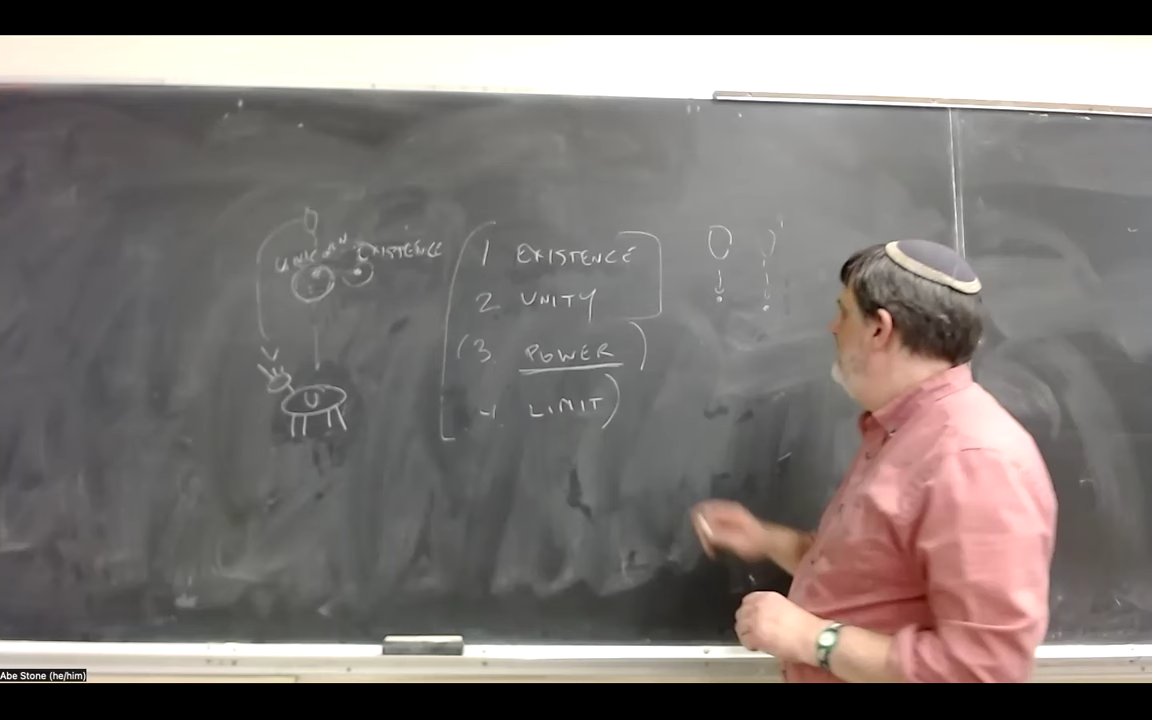 UNICORN EXISTENCE
1 EXISTENCE
2 UNITY
(3 POWER)
4 LIMIT)
U
Abe Stone (he/him)